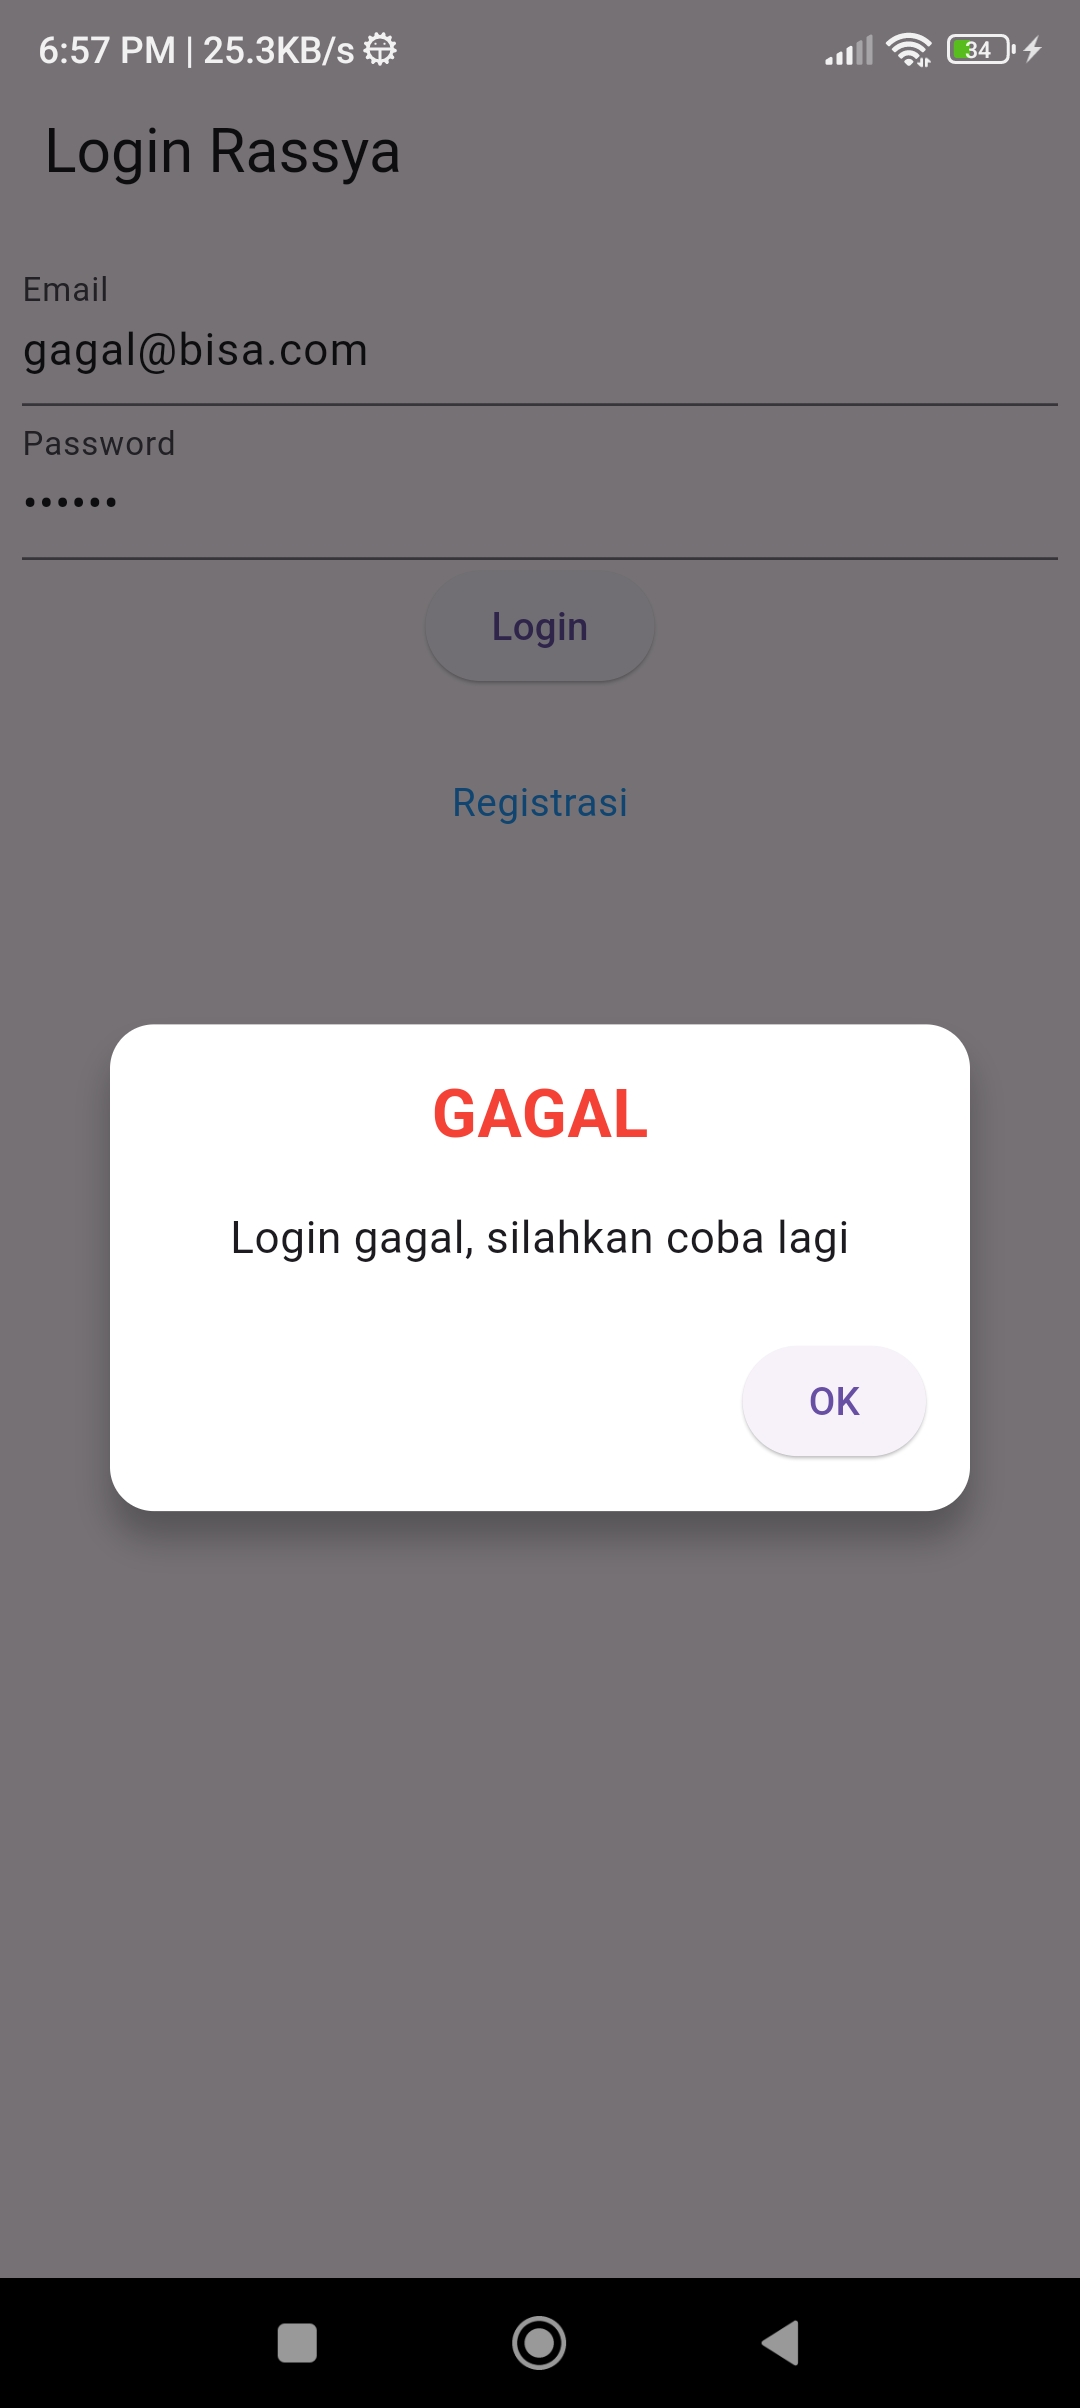 6:57 PM | 25.3KB/s
34
Login Rassya
Email
gagal@bisa.com
Password
••••••
Login
Registrasi
GAGAL
Login gagal, silahkan coba lagi
OK